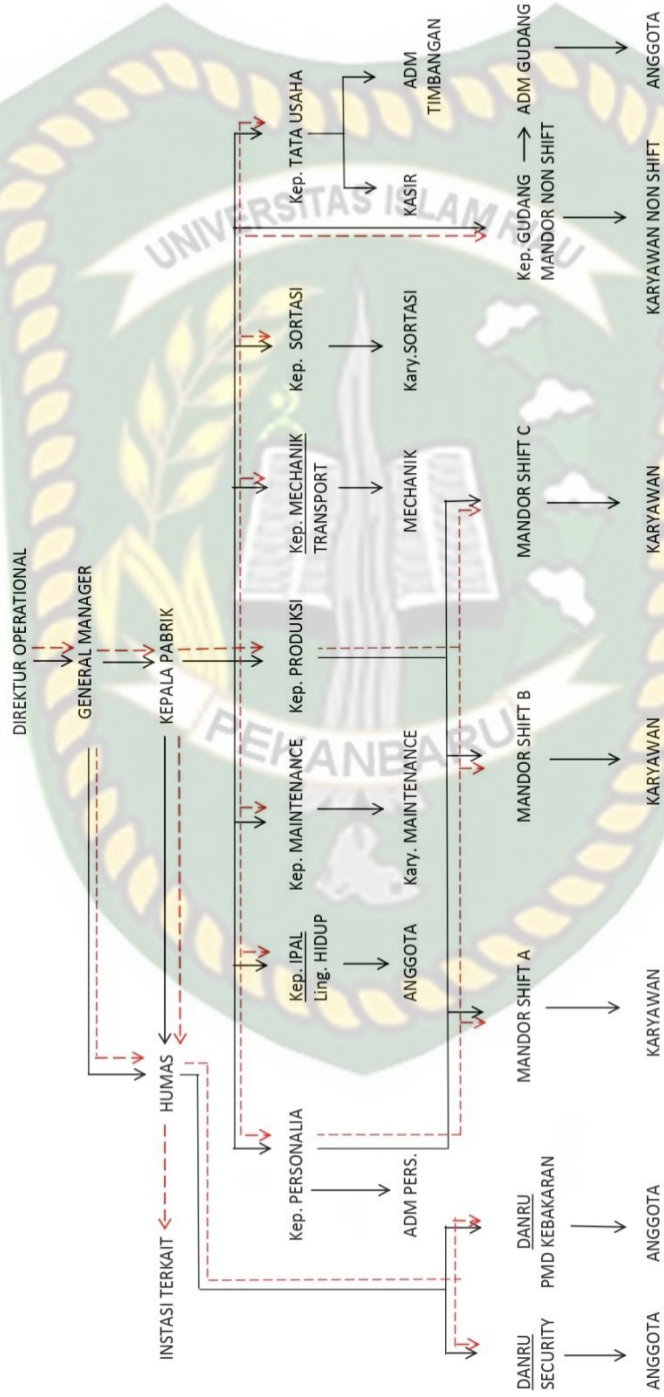 DIREKTUR OPERATIONAL
GENERAL MANAGER
INSTASI TERKAIT
HUMAS
KEPALA PABRIK
Kep. PERSONALIA
Kep. IPAL
Ling. HIDUP
Kep. MAINTENANCE
Kep. PRODUKSI
Kep. MECHANIK
TRANSPORT
Kep. SORTASI
Kep. TATA USAHA
ADM PERS.
ANGGOTA
Kary. MAINTENANCE
MECHANIK
Kary.SORTASI
KASIR
ADM
TIMBANGAN
DANRU
SECURITY
DANRU
PMD KEBAKARAN
MANDOR SHIFT A
MANDOR SHIFT B
MANDOR SHIFT C
Kep. GUDANG
MANDOR NON SHIFT
ADM GUDANG
ANGGOTA
ANGGOTA
KARYAWAN
KARYAWAN
KARYAWAN
KARYAWAN NON SHIFT
ANGGOTA
UNIVERSITAS ISLAM RIAU
PEKANBARU